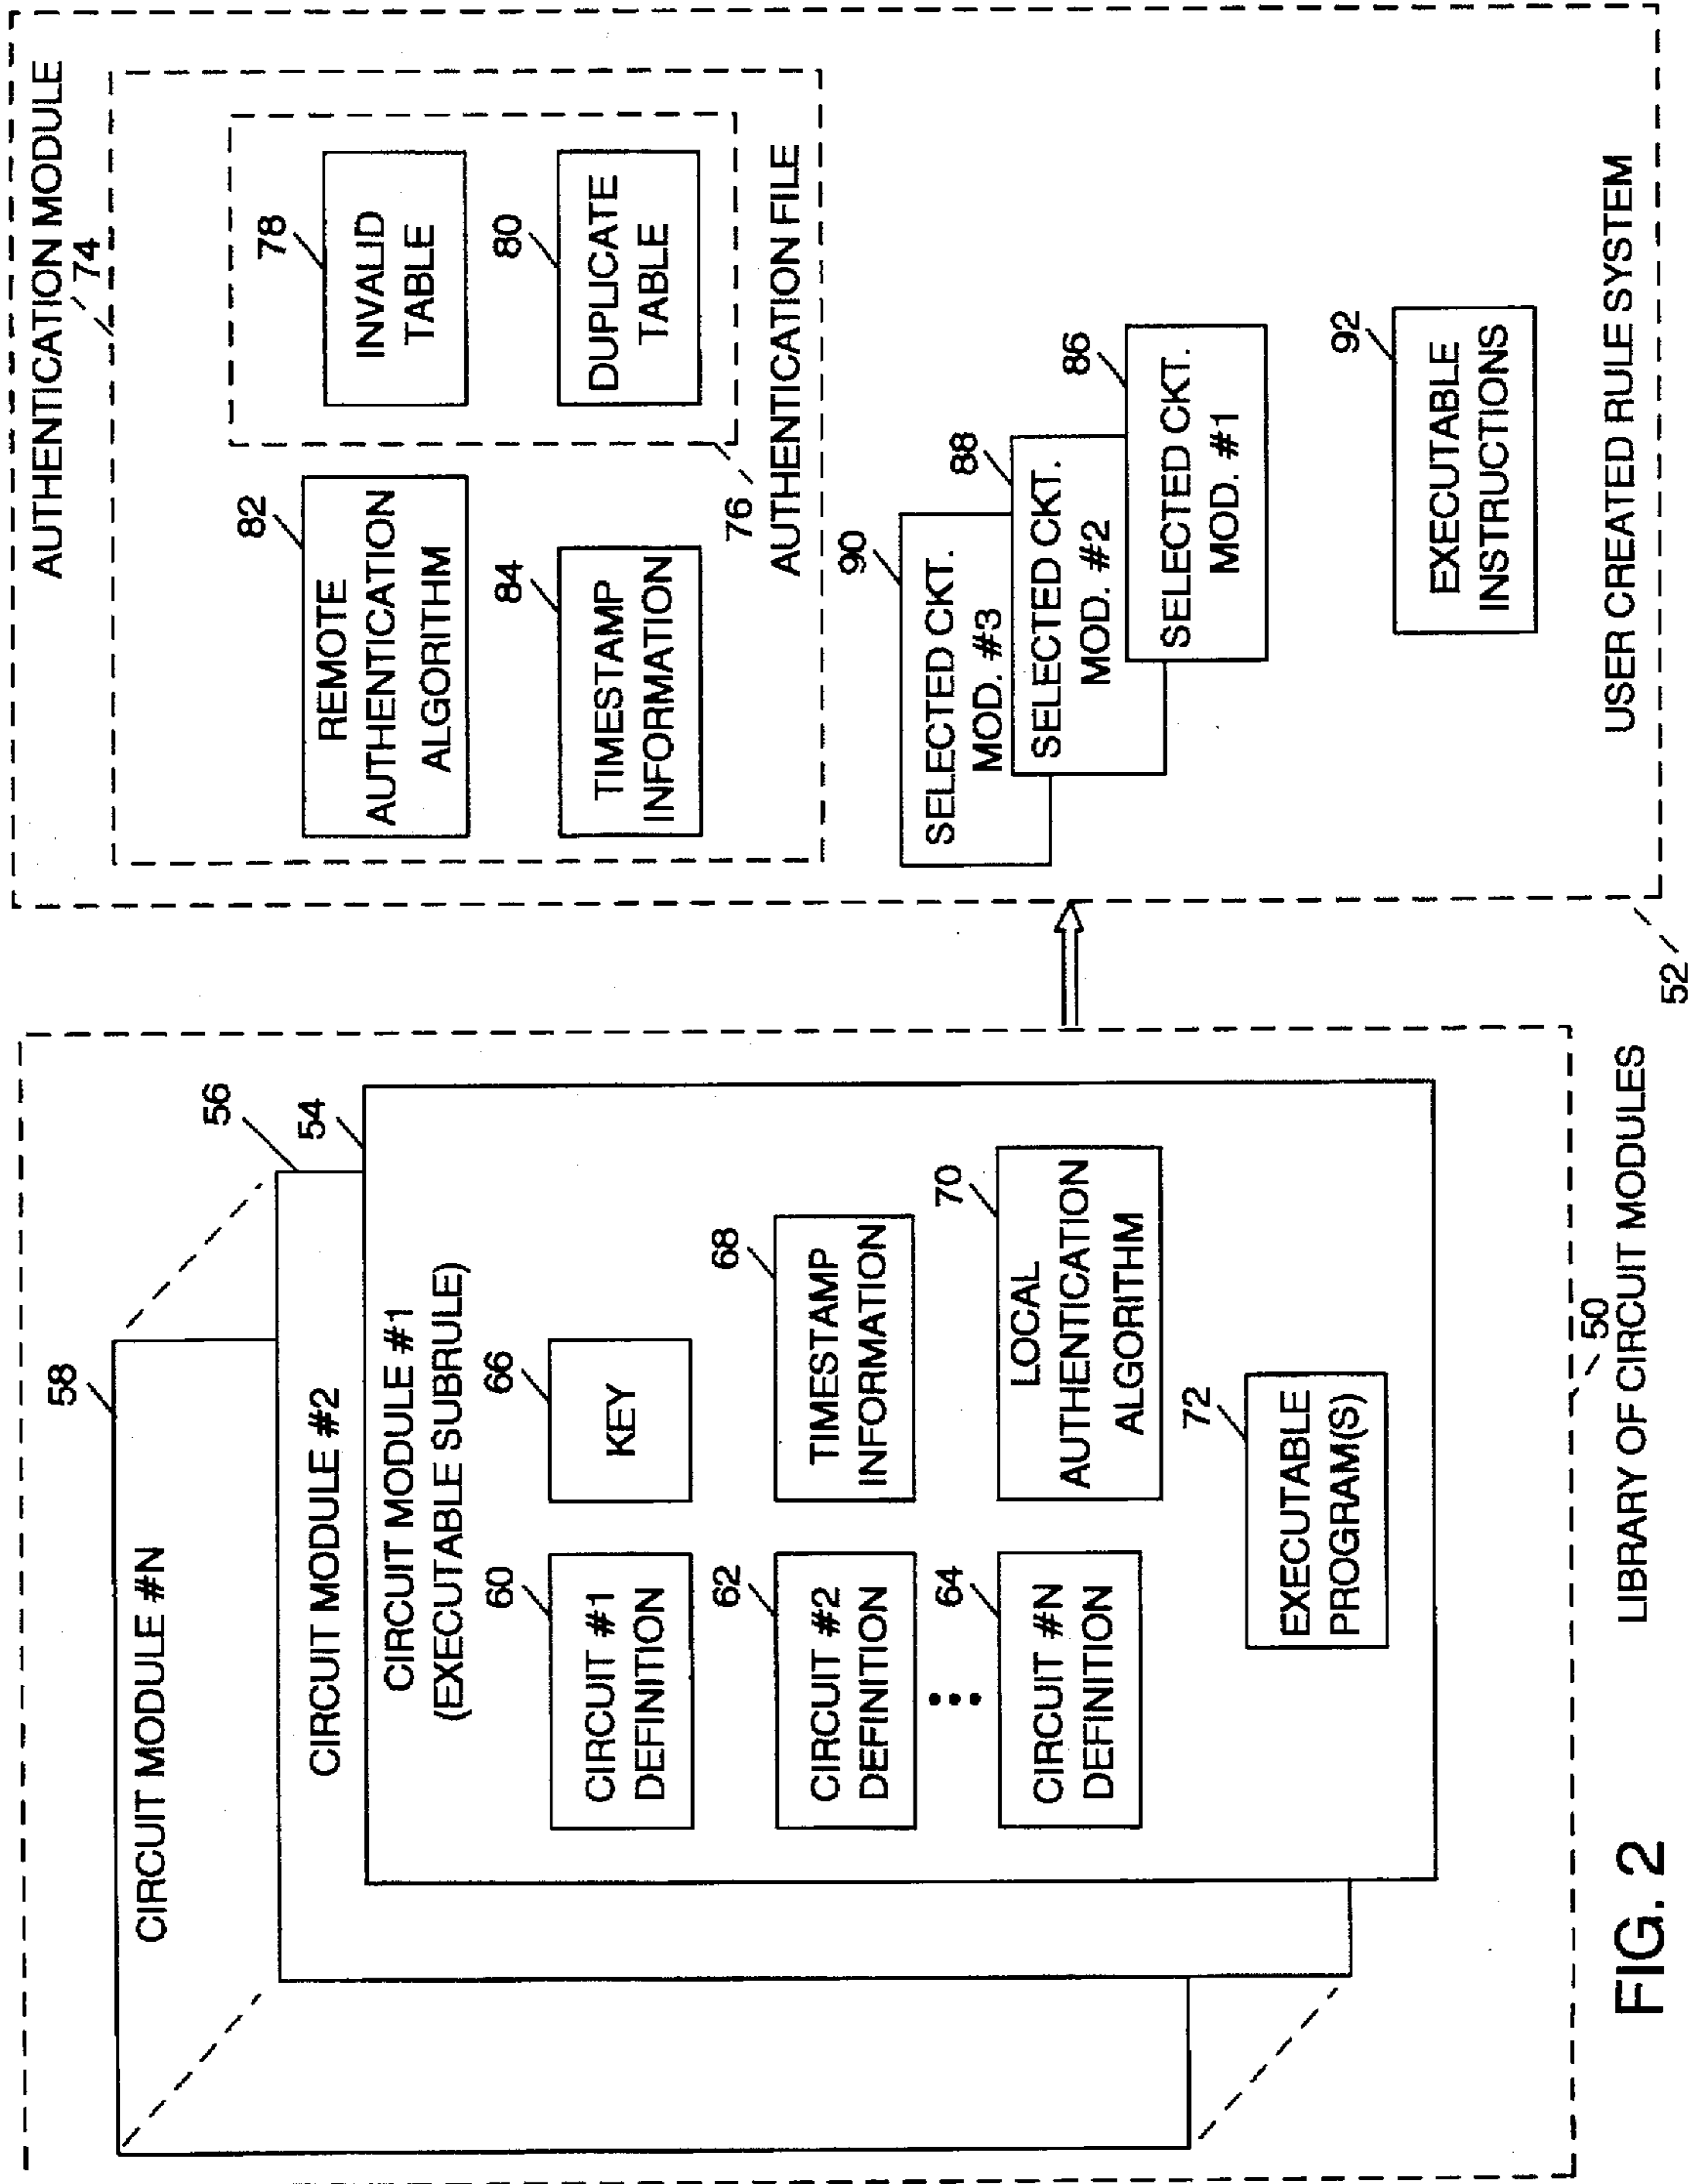 58
CIRCUIT MODULE #N
56
CIRCUIT MODULE #2
54
CIRCUIT MODULE #1
(EXECUTABLE SUBRULE)
60
CIRCUIT #1
DEFINITION
66
KEY
62
CIRCUIT #2
DEFINITION
68
TIMESTAMP
INFORMATION
64
CIRCUIT #N
DEFINITION
70
LOCAL
AUTHENTICATION
ALGORITHM
72
EXECUTABLE
PROGRAM(S)
50
LIBRARY OF CIRCUIT MODULES
FIG. 2
AUTHENTICATION MODULE
74
82
REMOTE
AUTHENTICATION
ALGORITHM
78
INVALID
TABLE
84
TIMESTAMP
INFORMATION
80
DUPLICATE
TABLE
76
AUTHENTICATION FILE
90
SELECTED CKT.
MOD. #3
88
SELECTED CKT.
MOD. #2
86
SELECTED CKT.
MOD. #1
92
EXECUTABLE
INSTRUCTIONS
USER CREATED RULE SYSTEM
52